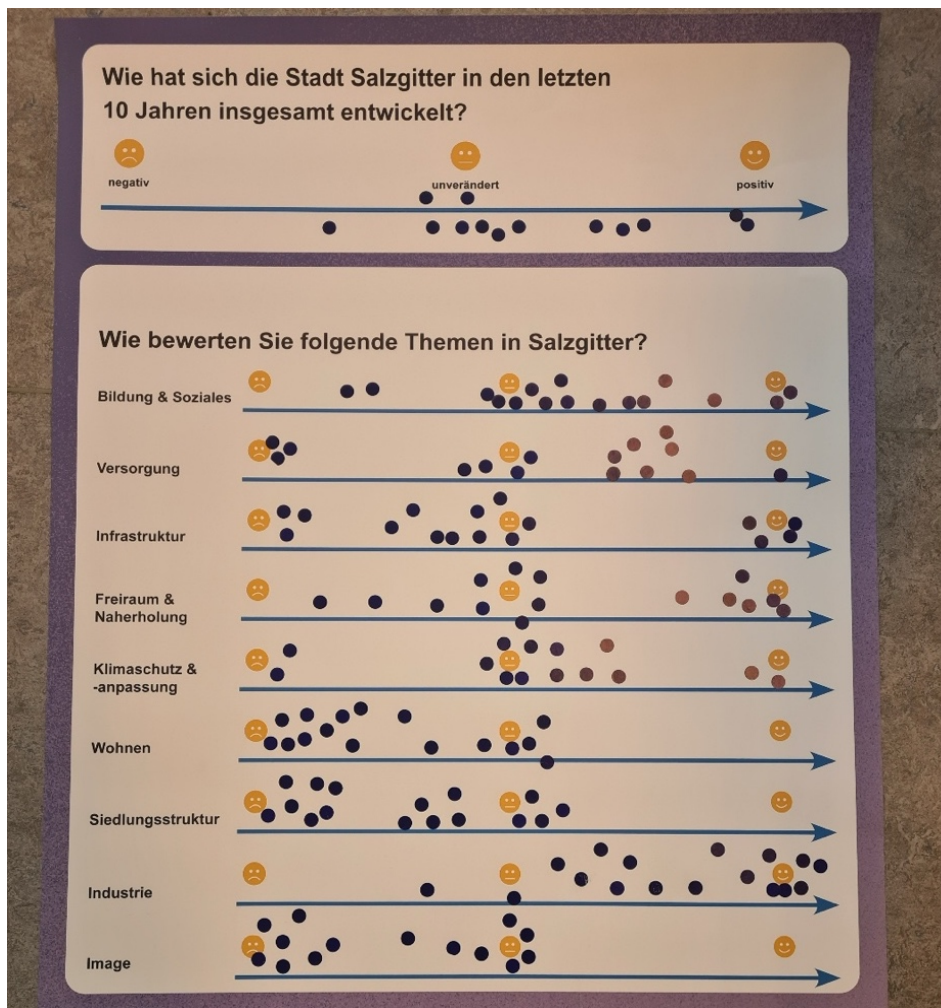 Wie hat sich die Stadt Salzgitter in den letzten
10 Jahren insgesamt entwickelt?
negativ
unverändert
positiv
Wie bewerten Sie folgende Themen in Salzgitter?
Bildung & Soziales
Versorgung
Infrastruktur
Freiraum &
Naherholung
Klimaschutz &
-anpassung
Wohnen
Siedlungsstruktur
Industrie
Image